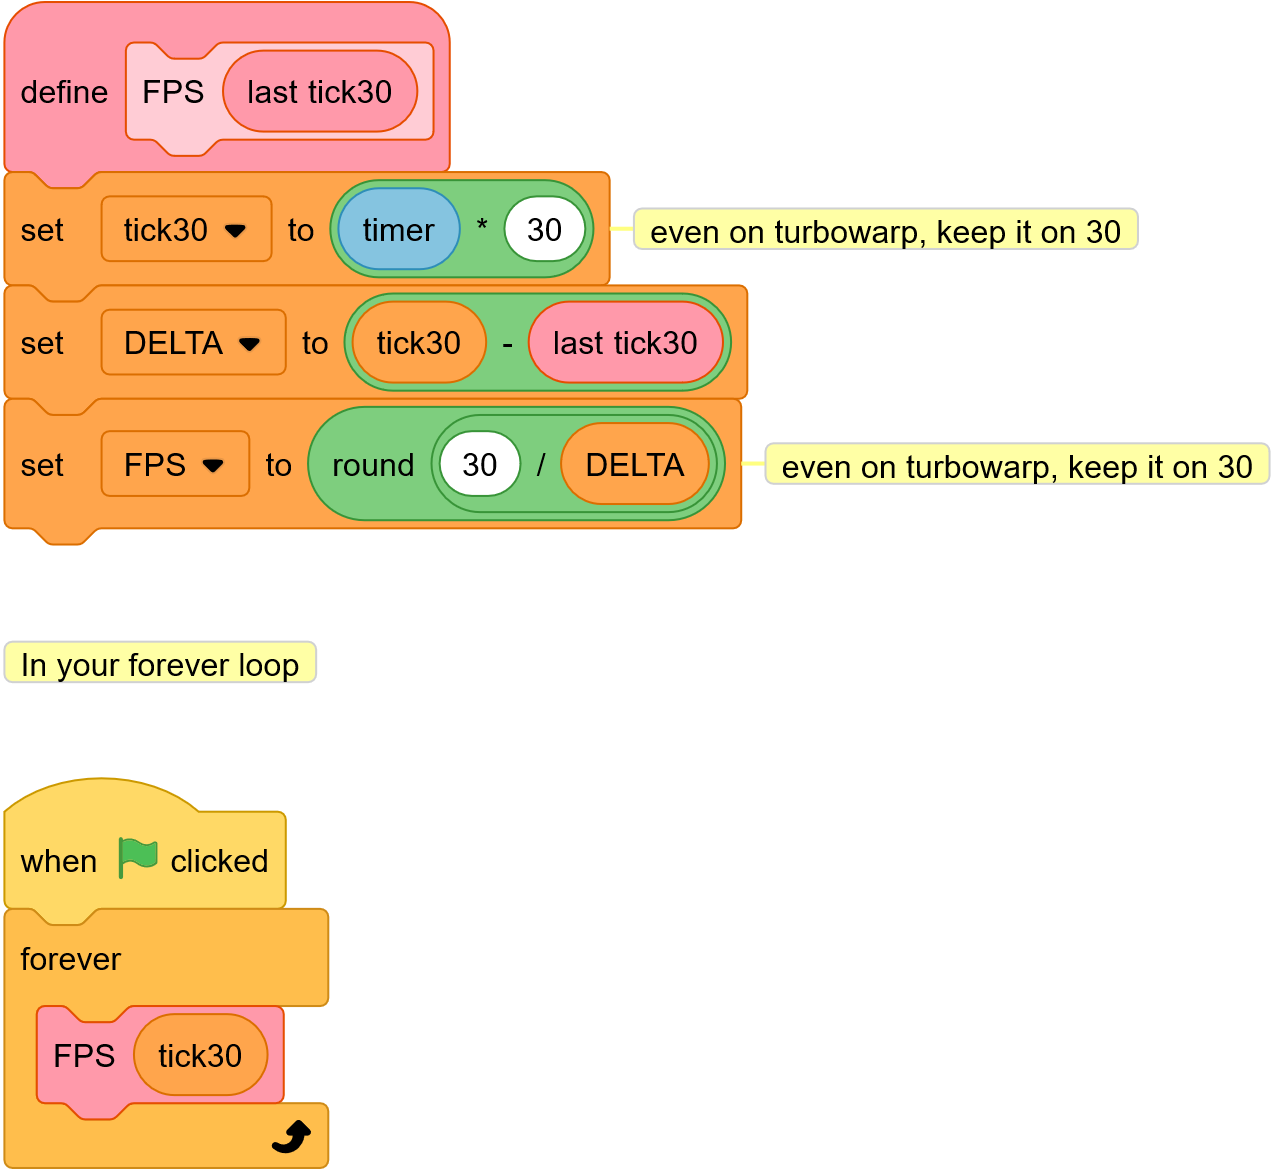 define FPS last tick30
set tick30 to timer * 30 even on turbowarp, keep it on 30
set DELTA to tick30 - last tick30
set FPS to round 30 / DELTA even on turbowarp, keep it on 30
In your forever loop
when clicked
forever
FPS tick30